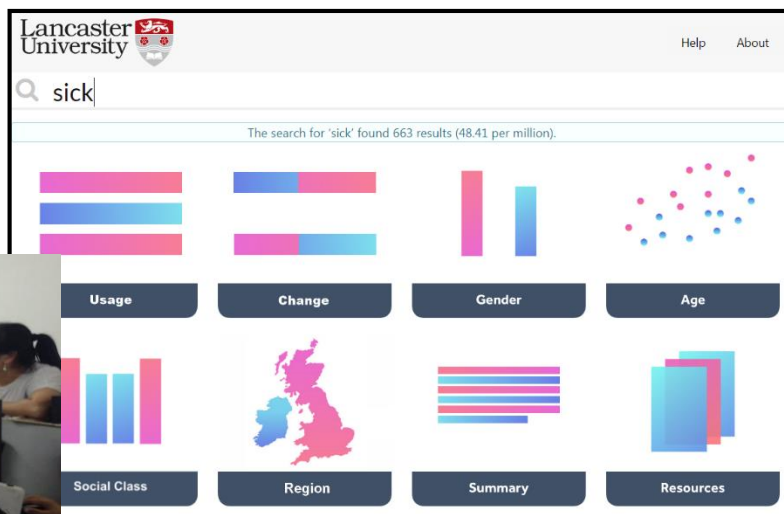 Lancaster
University
Help About
sick
The search for 'sick' found 663 results (48.41 per million).
Usage Change Gender Age
Social Class Region Summary Resources